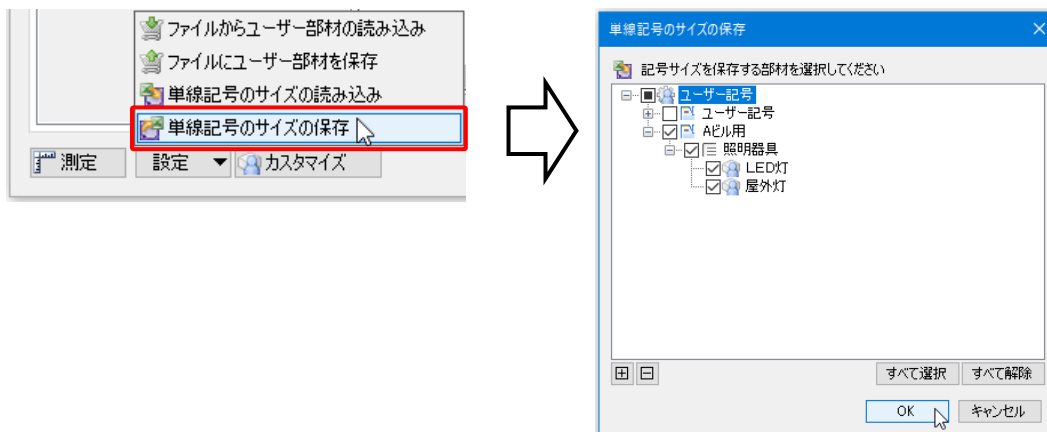 ファイルからユーザー部材の読み込み
ファイルにユーザー部材を保存
単線記号のサイズの読み込み
単線記号のサイズの保存
測定
設定
カスタマイズ
単線記号のサイズの保存
記号サイズを保存する部材を選択してください
ユーザー記号
ユーザー記号
Aビル用
照明器具
LED灯
屋外灯
すべて選択
すべて解除
OK
キャンセル